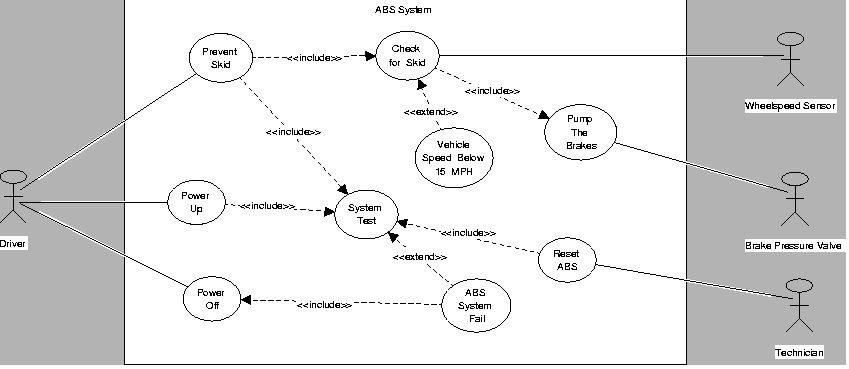 ABS System
Prevent
Skid
<<include>>
Check
for Skid
<<include>>
Wheelspeed Sensor
<<extend>>
Pump
The
Brakes
<<include>>
Vehicle
Speed Below
15 MPH
Power
Up
<<include>>
System
Test
Driver
<<include>>
Brake Pressure Valve
<<extend>>
Reset
ABS
Power
Off
<<include>>
ABS
System
Fail
Technician